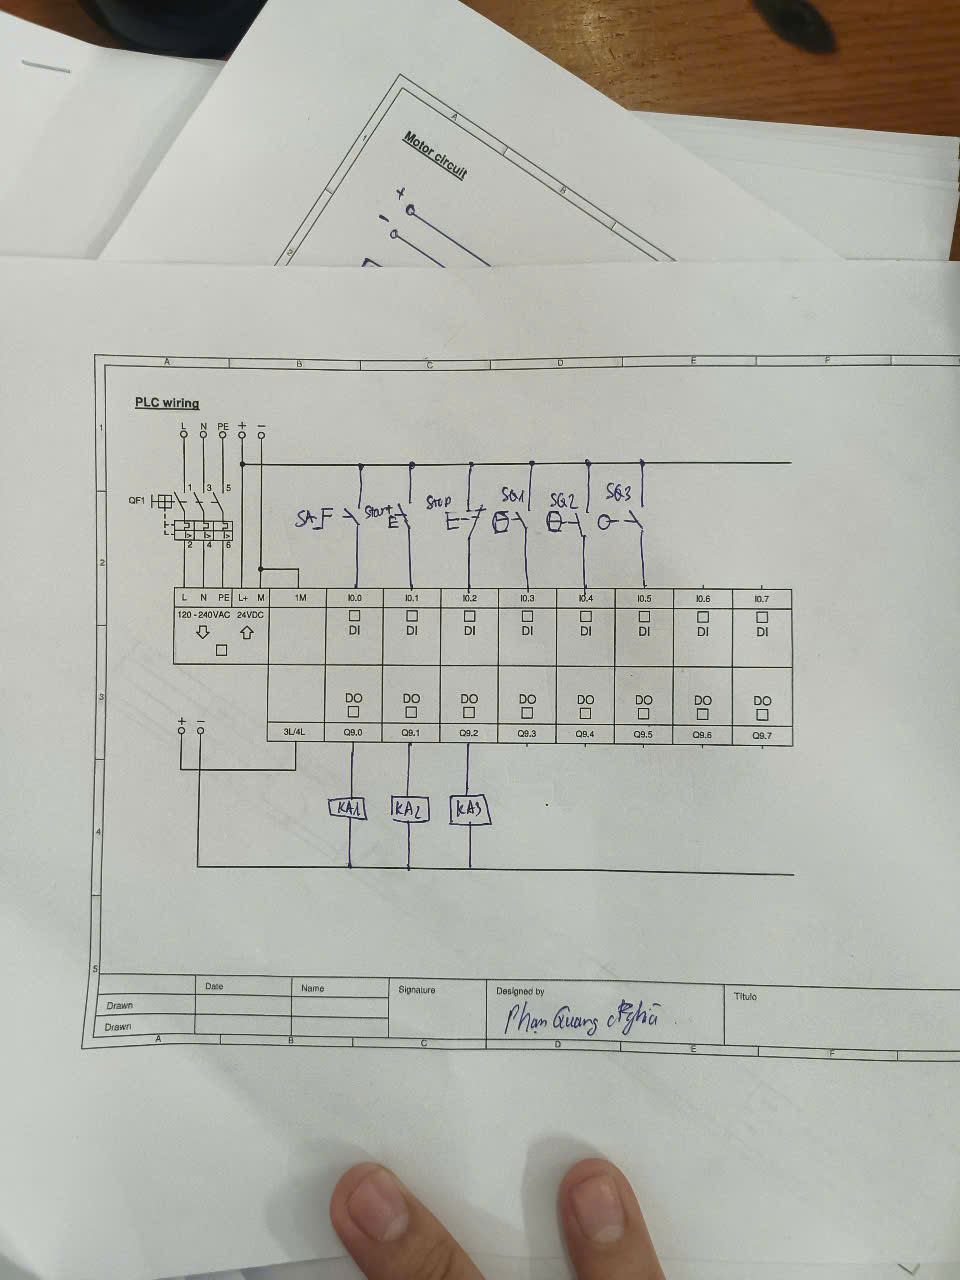 Motor circuit
A
B
1
2
+
-
A B C D E F
PLC wiring
1
2
3
4
5
L N PE + −
QF1
1 3 5
2 4 6
SA
Start
E
Stop
E
SQ1
SQ2
SQ3
L N PE L+ M 1M I0.0 I0.1 I0.2 I0.3 I0.4 I0.5 I0.6 I0.7
120 - 240VAC 24VDC
DI DI DI DI DI DI DI DI
DO DO DO DO DO DO DO DO
+ −
3L/4L Q9.0 Q9.1 Q9.2 Q9.3 Q9.4 Q9.5 Q9.6 Q9.7
KA1 KA2 KA3
Date Name Signature Designed by Título
Drawn
Drawn
Phạm Quang Nghĩa
A B C D E F